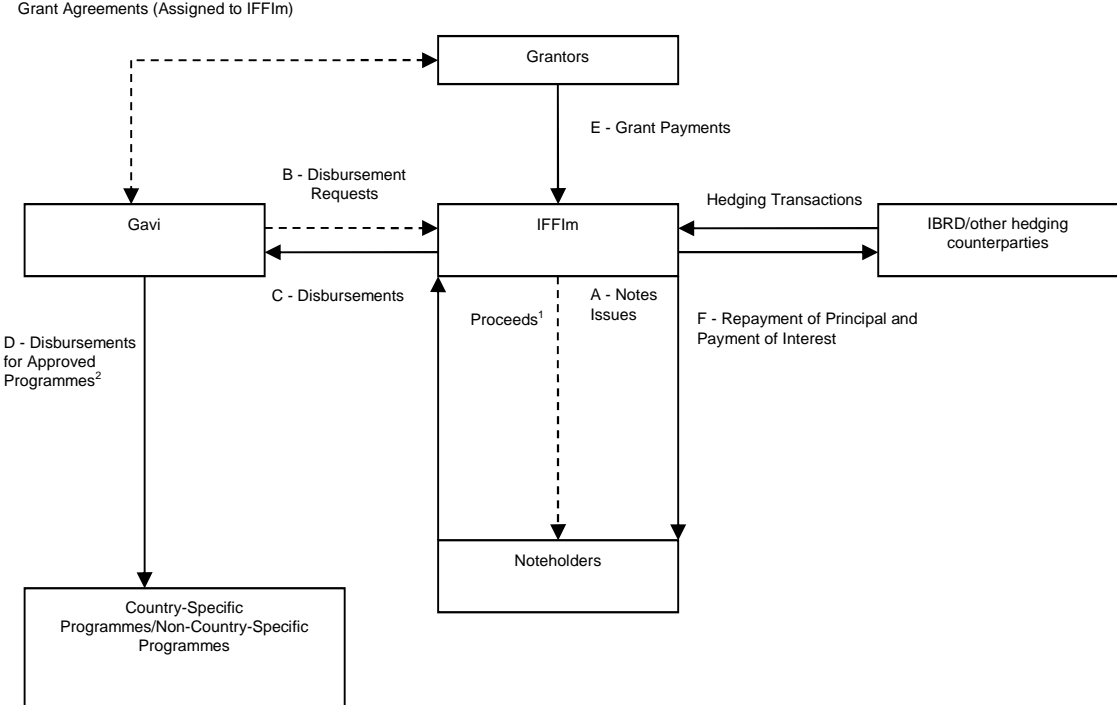 Grant Agreements (Assigned to IFFIm)
Grantors
E - Grant Payments
B - Disbursement
Requests
Hedging Transactions
Gavi
IFFIm
IBRD/other hedging
counterparties
C - Disbursements
Proceeds¹
A - Notes
Issues
F - Repayment of Principal and
Payment of Interest
D - Disbursements
for Approved
Programmes²
Noteholders
Country-Specific
Programmes/Non-Country-Specific
Programmes